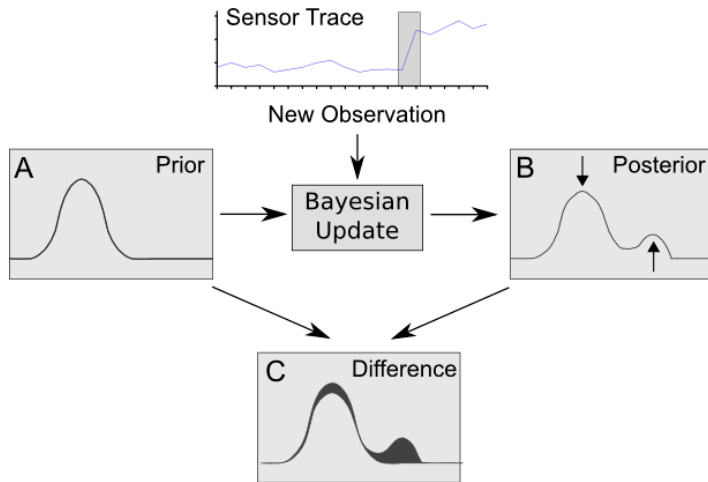 Sensor Trace
New Observation
A Prior
Bayesian
Update
B Posterior
C Difference